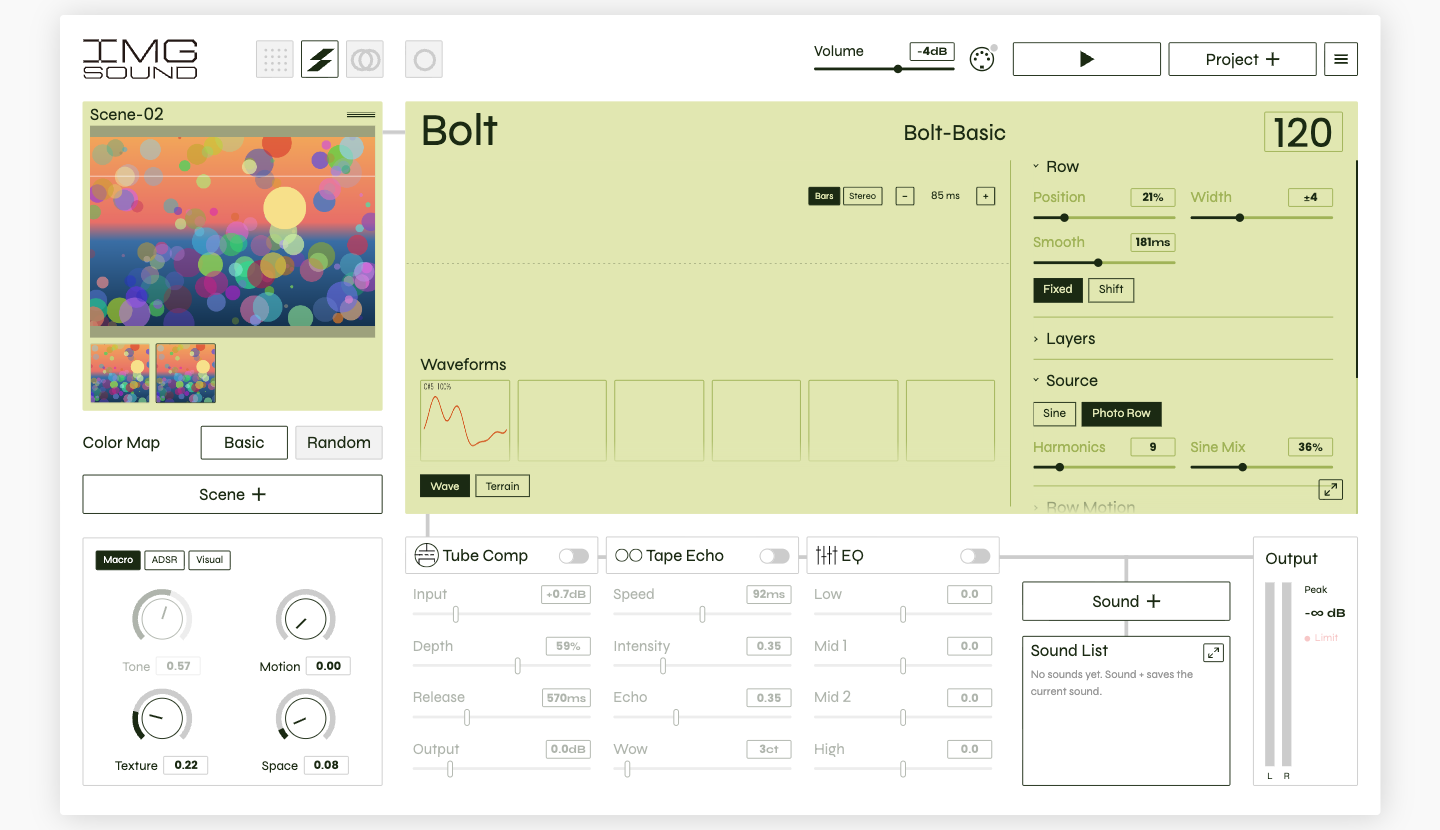 IMG
SOUND
Volume
-4dB
Project +
Scene-02
Bolt
Bolt-Basic
120
Bars
Stereo
−
85 ms
+
Row
Position
21%
Width
±4
Smooth
181ms
Fixed
Shift
Layers
Source
Sine
Photo Row
Harmonics
9
Sine Mix
36%
Row Motion
Waveforms
C#5 100%
Wave
Terrain
Color Map
Basic
Random
Scene +
Macro
ADSR
Visual
Tone
0.57
Motion
0.00
Texture
0.22
Space
0.08
Tube Comp
Input
+0.7dB
Depth
59%
Release
570ms
Output
0.0dB
Tape Echo
Speed
92ms
Intensity
0.35
Echo
0.35
Wow
3ct
EQ
Low
0.0
Mid 1
0.0
Mid 2
0.0
High
0.0
Sound +
Sound List
No sounds yet. Sound + saves the
current sound.
Output
Peak
-∞ dB
Limit
L
R